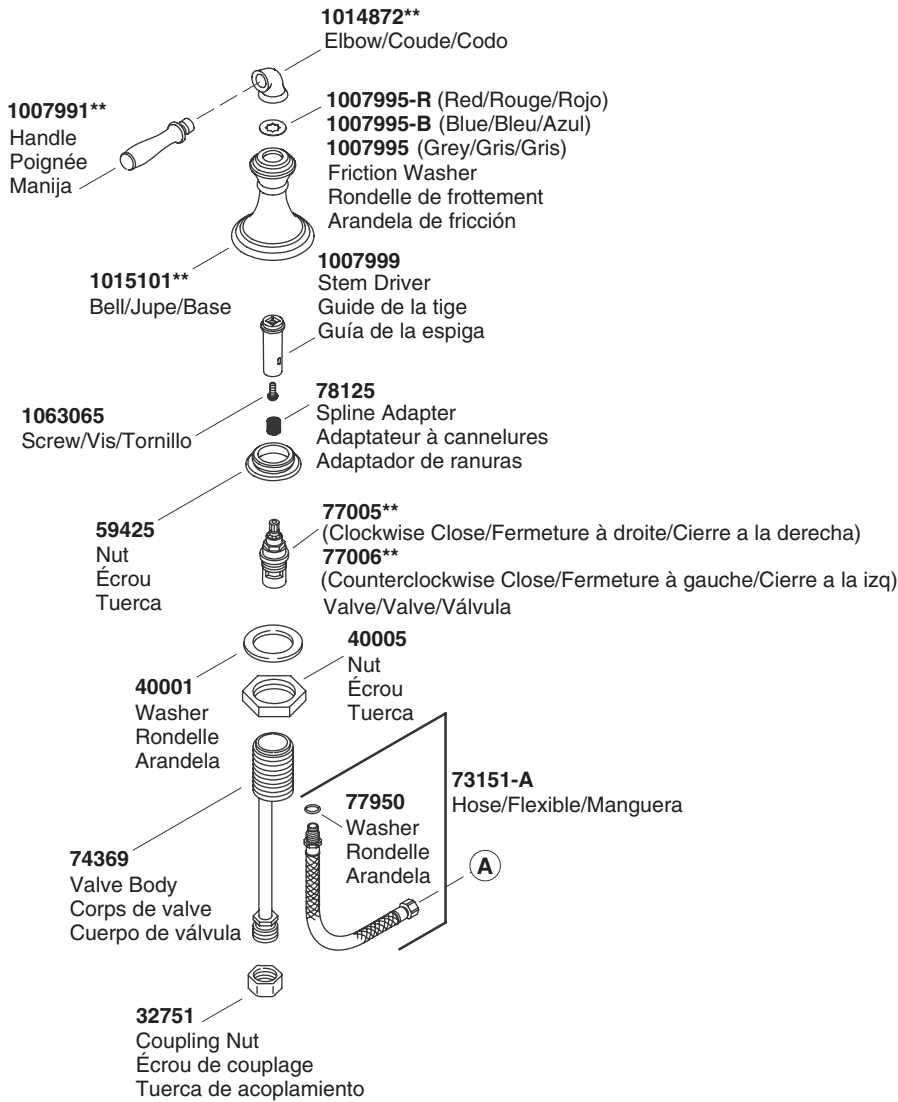 1014872**
Elbow/Coude/Codo
1007991**
Handle
Poignée
Manija
1007995-R (Red/Rouge/Rojo)
1007995-B (Blue/Bleu/Azul)
1007995 (Grey/Gris/Gris)
Friction Washer
Rondelle de frottement
Arandela de fricción
1015101**
Bell/Jupe/Base
1007999
Stem Driver
Guide de la tige
Guía de la espiga
1063065
Screw/Vis/Tornillo
78125
Spline Adapter
Adaptateur à cannelures
Adaptador de ranuras
59425
Nut
Écrou
Tuerca
77005**
(Clockwise Close/Fermeture à droite/Cierre a la derecha)
77006**
(Counterclockwise Close/Fermeture à gauche/Cierre a la izq)
Valve/Valve/Válvula
40001
Washer
Rondelle
Arandela
40005
Nut
Écrou
Tuerca
73151-A
Hose/Flexible/Manguera
77950
Washer
Rondelle
Arandela
A
74369
Valve Body
Corps de valve
Cuerpo de válvula
32751
Coupling Nut
Écrou de couplage
Tuerca de acoplamiento